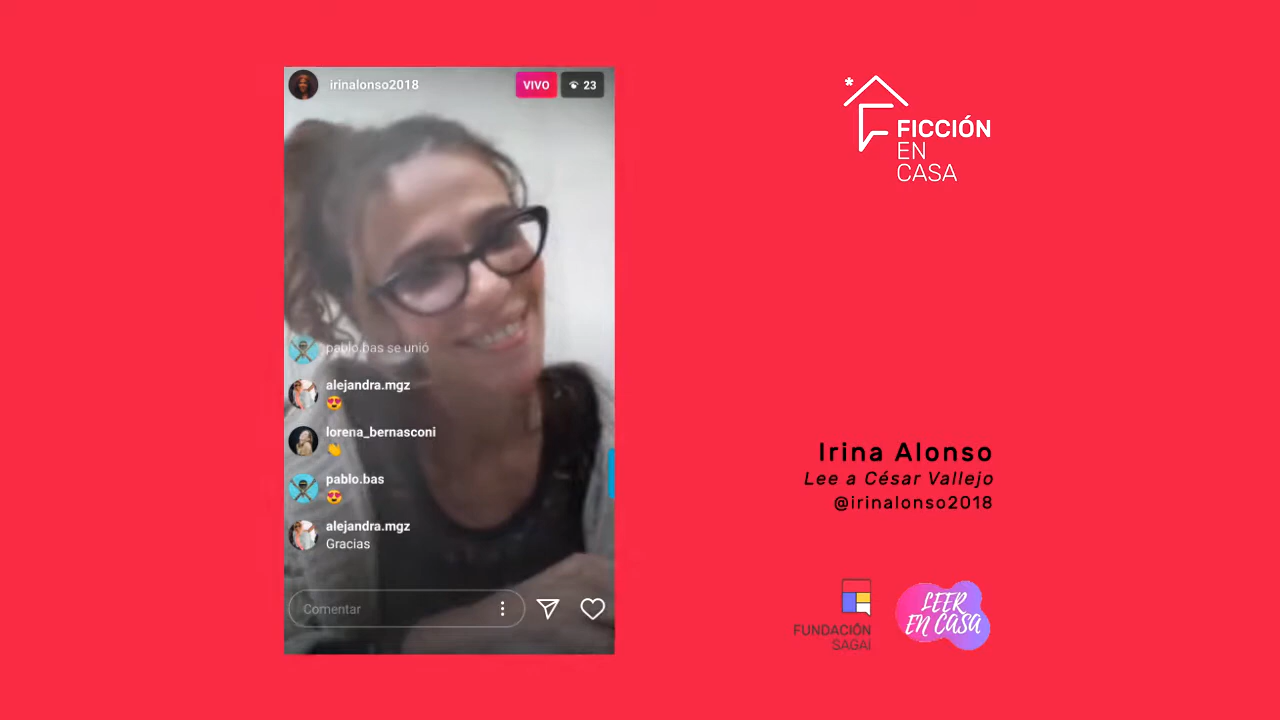 irinalonso2018
VIVO
23
pablo.bas se unió
alejandra.mgz
😍
lorena_bernasconi
👏
pablo.bas
😍
alejandra.mgz
Gracias
Comentar
*
FICCIÓN
EN
CASA
Irina Alonso
Lee a César Vallejo
@irinalonso2018
FUNDACIÓN
SAGAI
LEER
EN CASA